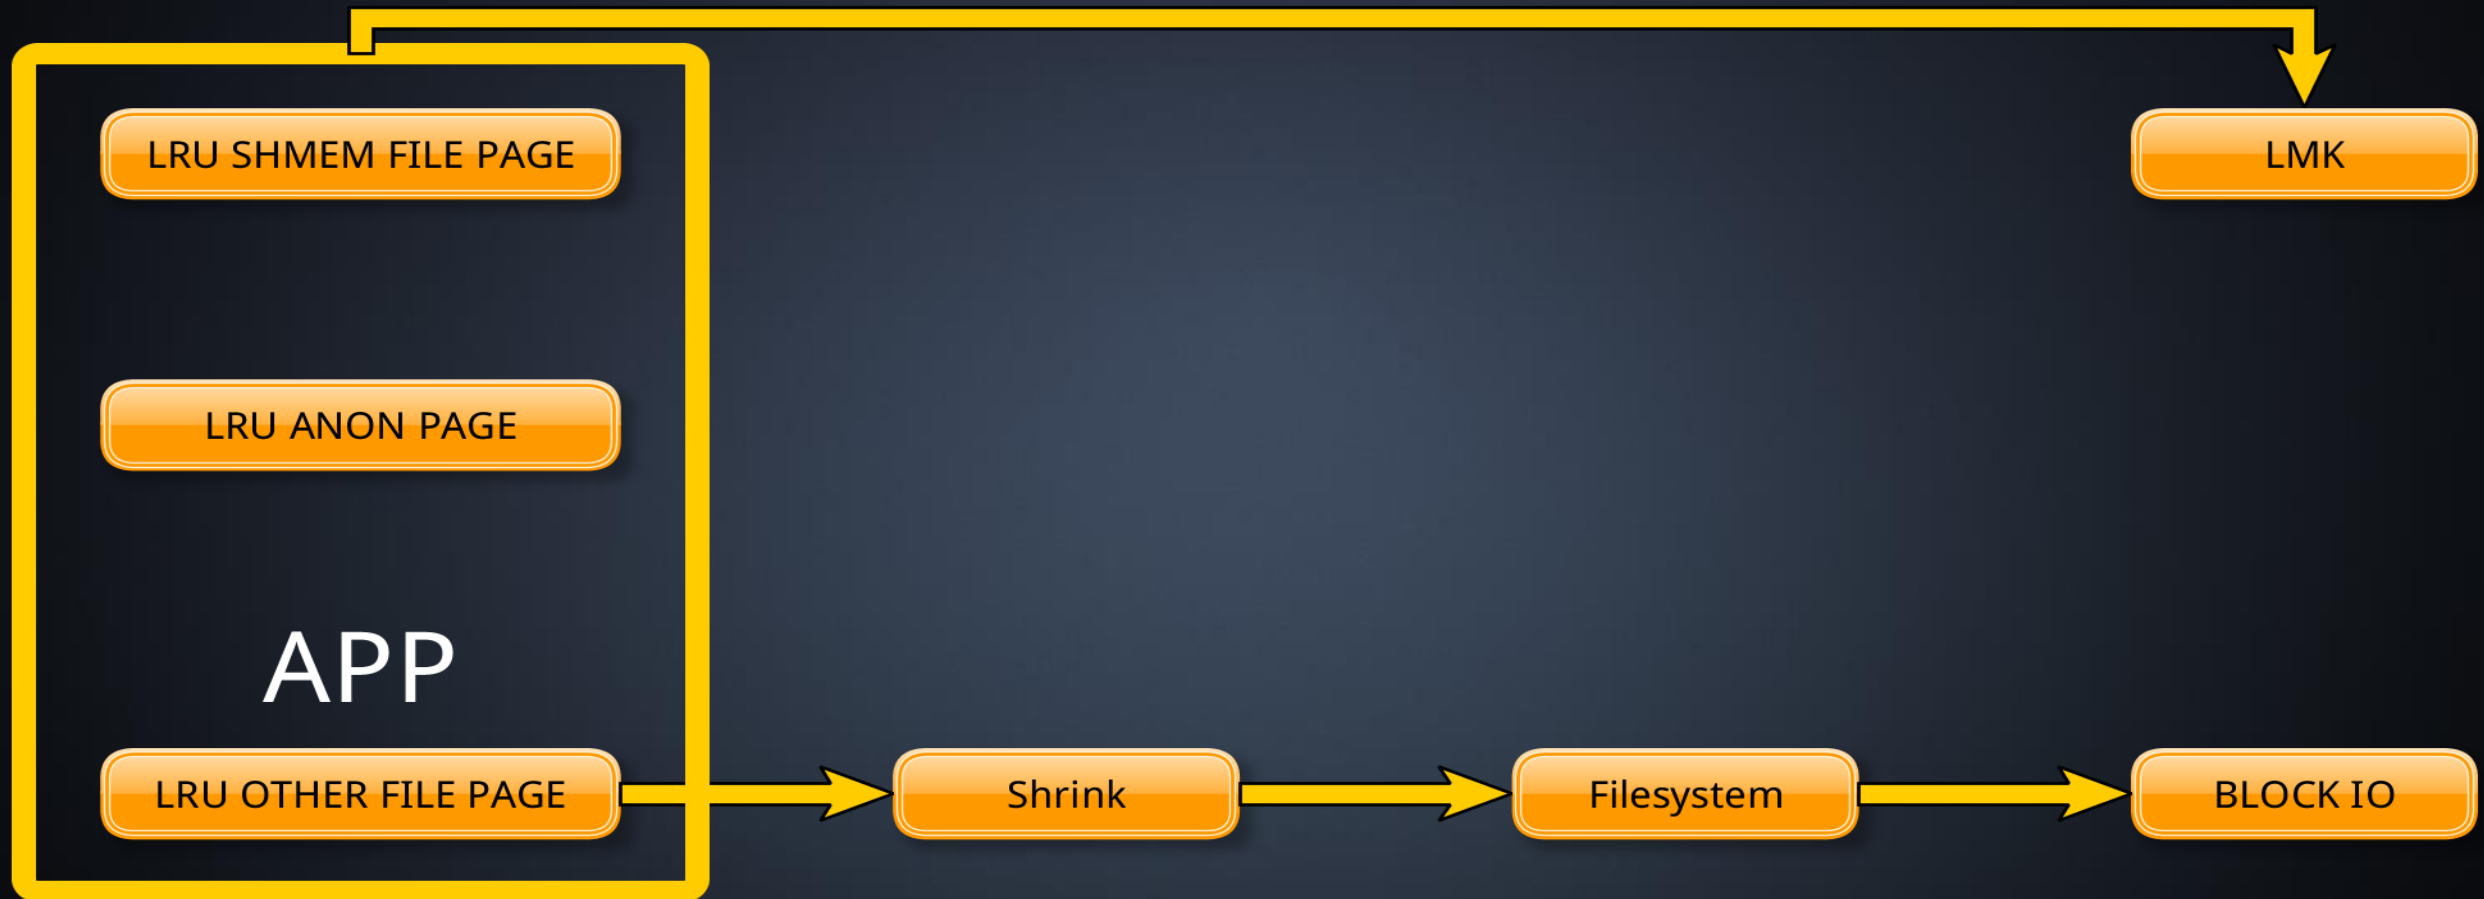 LRU SHMEM FILE PAGE
LMK
LRU ANON PAGE
APP
LRU OTHER FILE PAGE
Shrink
Filesystem
BLOCK IO